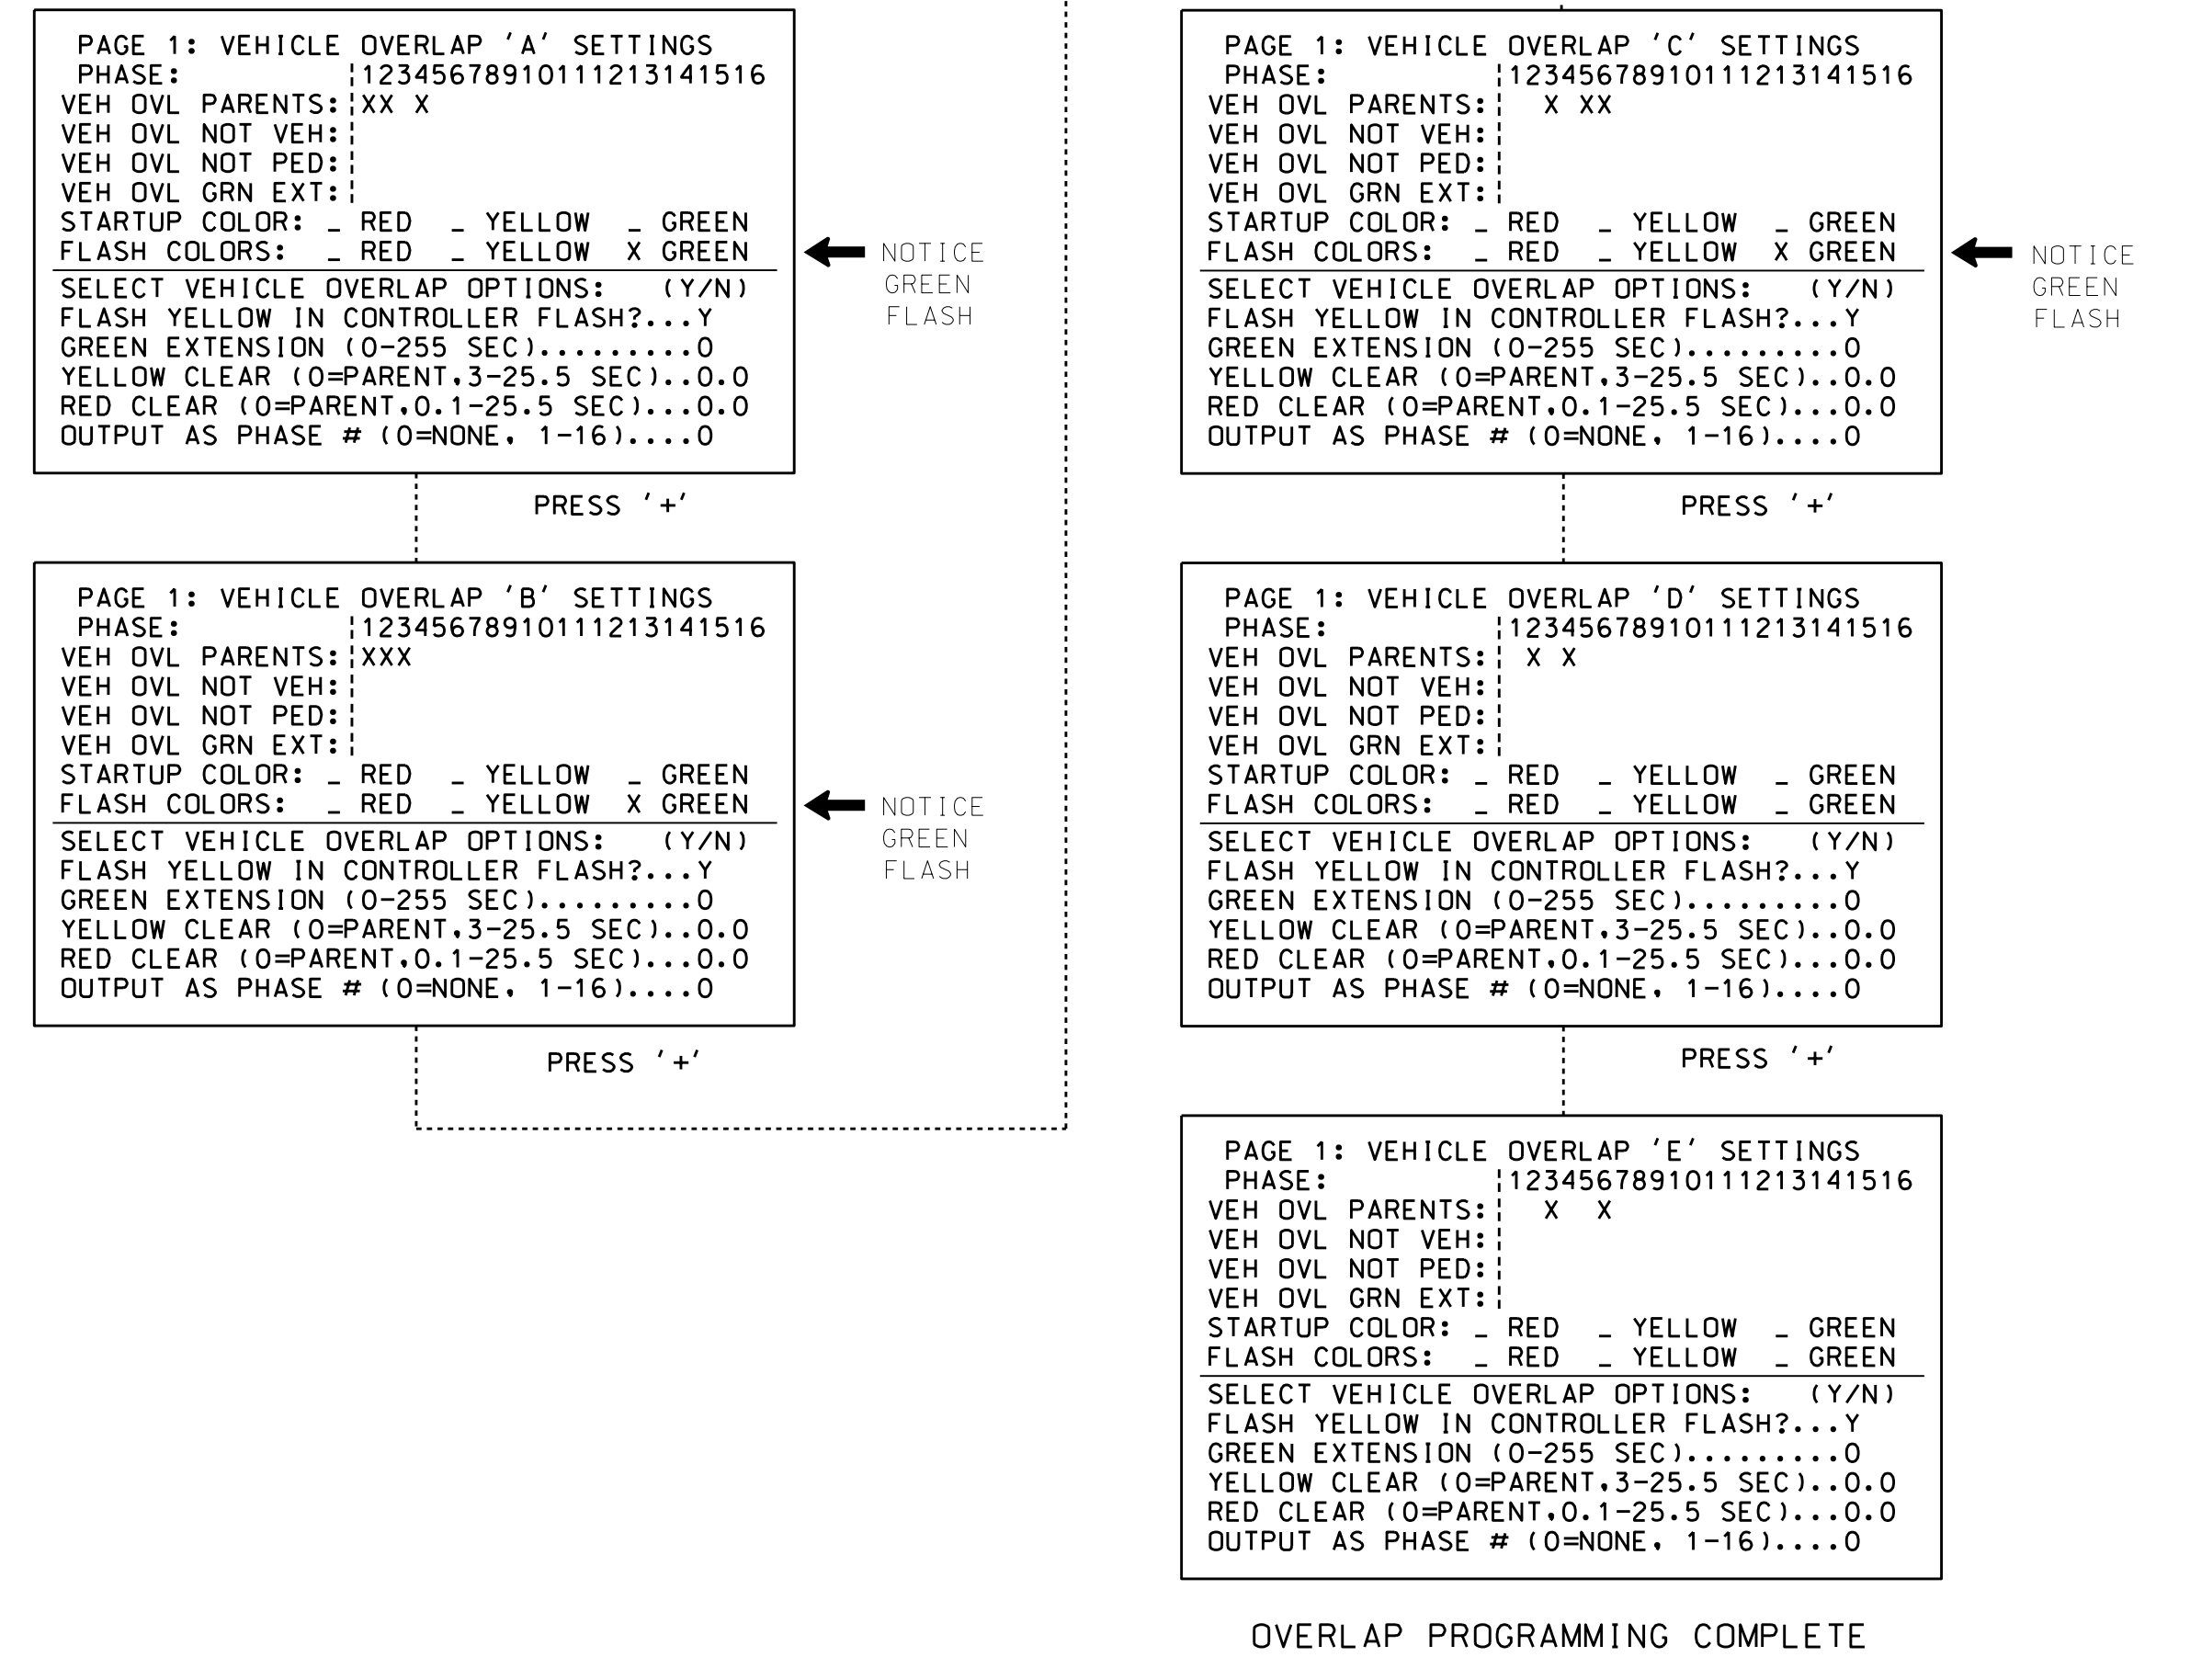 PAGE 1: VEHICLE OVERLAP 'A' SETTINGS
PHASE: |12345678910111213141516
VEH OVL PARENTS:|XX X
VEH OVL NOT VEH:|
VEH OVL NOT PED:|
VEH OVL GRN EXT:|
STARTUP COLOR: _ RED _ YELLOW _ GREEN
FLASH COLORS: _ RED _ YELLOW X GREEN
NOTICE
GREEN
FLASH
SELECT VEHICLE OVERLAP OPTIONS: (Y/N)
FLASH YELLOW IN CONTROLLER FLASH?...Y
GREEN EXTENSION (0-255 SEC).........0
YELLOW CLEAR (0=PARENT,3-25.5 SEC)..0.0
RED CLEAR (0=PARENT,0.1-25.5 SEC)...0.0
OUTPUT AS PHASE # (0=NONE, 1-16)....0
PRESS '+'
PAGE 1: VEHICLE OVERLAP 'B' SETTINGS
PHASE: |12345678910111213141516
VEH OVL PARENTS:|XXX
VEH OVL NOT VEH:|
VEH OVL NOT PED:|
VEH OVL GRN EXT:|
STARTUP COLOR: _ RED _ YELLOW _ GREEN
FLASH COLORS: _ RED _ YELLOW X GREEN
NOTICE
GREEN
FLASH
SELECT VEHICLE OVERLAP OPTIONS: (Y/N)
FLASH YELLOW IN CONTROLLER FLASH?...Y
GREEN EXTENSION (0-255 SEC).........0
YELLOW CLEAR (0=PARENT,3-25.5 SEC)..0.0
RED CLEAR (0=PARENT,0.1-25.5 SEC)...0.0
OUTPUT AS PHASE # (0=NONE, 1-16)....0
PRESS '+'
PAGE 1: VEHICLE OVERLAP 'C' SETTINGS
PHASE: |12345678910111213141516
VEH OVL PARENTS:| X XX
VEH OVL NOT VEH:|
VEH OVL NOT PED:|
VEH OVL GRN EXT:|
STARTUP COLOR: _ RED _ YELLOW _ GREEN
FLASH COLORS: _ RED _ YELLOW X GREEN
NOTICE
GREEN
FLASH
SELECT VEHICLE OVERLAP OPTIONS: (Y/N)
FLASH YELLOW IN CONTROLLER FLASH?...Y
GREEN EXTENSION (0-255 SEC).........0
YELLOW CLEAR (0=PARENT,3-25.5 SEC)..0.0
RED CLEAR (0=PARENT,0.1-25.5 SEC)...0.0
OUTPUT AS PHASE # (0=NONE, 1-16)....0
PRESS '+'
PAGE 1: VEHICLE OVERLAP 'D' SETTINGS
PHASE: |12345678910111213141516
VEH OVL PARENTS:| X X
VEH OVL NOT VEH:|
VEH OVL NOT PED:|
VEH OVL GRN EXT:|
STARTUP COLOR: _ RED _ YELLOW _ GREEN
FLASH COLORS: _ RED _ YELLOW _ GREEN
SELECT VEHICLE OVERLAP OPTIONS: (Y/N)
FLASH YELLOW IN CONTROLLER FLASH?...Y
GREEN EXTENSION (0-255 SEC).........0
YELLOW CLEAR (0=PARENT,3-25.5 SEC)..0.0
RED CLEAR (0=PARENT,0.1-25.5 SEC)...0.0
OUTPUT AS PHASE # (0=NONE, 1-16)....0
PRESS '+'
PAGE 1: VEHICLE OVERLAP 'E' SETTINGS
PHASE: |12345678910111213141516
VEH OVL PARENTS:| X X
VEH OVL NOT VEH:|
VEH OVL NOT PED:|
VEH OVL GRN EXT:|
STARTUP COLOR: _ RED _ YELLOW _ GREEN
FLASH COLORS: _ RED _ YELLOW _ GREEN
SELECT VEHICLE OVERLAP OPTIONS: (Y/N)
FLASH YELLOW IN CONTROLLER FLASH?...Y
GREEN EXTENSION (0-255 SEC).........0
YELLOW CLEAR (0=PARENT,3-25.5 SEC)..0.0
RED CLEAR (0=PARENT,0.1-25.5 SEC)...0.0
OUTPUT AS PHASE # (0=NONE, 1-16)....0
OVERLAP PROGRAMMING COMPLETE